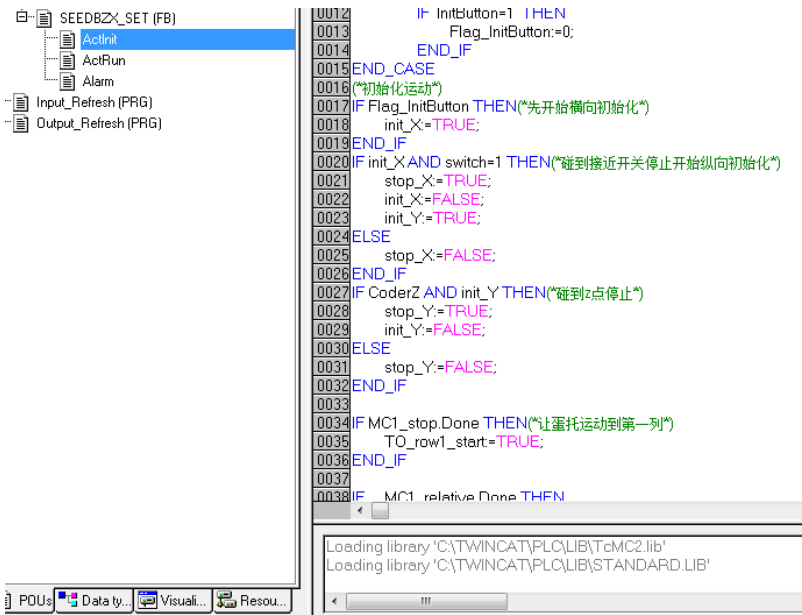 SEEDBZX_SET (FB)
ActInit
ActRun
Alarm
Input_Refresh (PRG)
Output_Refresh (PRG)
0012 IF InitButton=1 THEN
0013 Flag_InitButton:=0;
0014 END_IF
0015 END_CASE
0016 (*初始化运动*)
0017 IF Flag_InitButton THEN(*先开始横向初始化*)
0018 init_X:=TRUE;
0019 END_IF
0020 IF init_X AND switch=1 THEN(*碰到接近开关停止开始纵向初始化*)
0021 stop_X:=TRUE;
0022 init_X:=FALSE;
0023 init_Y:=TRUE;
0024 ELSE
0025 stop_X:=FALSE;
0026 END_IF
0027 IF CoderZ AND init_Y THEN(*碰到z点停止*)
0028 stop_Y:=TRUE;
0029 init_Y:=FALSE;
0030 ELSE
0031 stop_Y:=FALSE;
0032 END_IF
0033
0034 IF MC1_stop.Done THEN(*让蛋托运动到第一列*)
0035 TO_row1_start:=TRUE;
0036 END_IF
0037
0038 IF MC1_relative.Done THEN
Loading library 'C:\TWINCAT\PLC\LIB\TcMC2.lib'
Loading library 'C:\TWINCAT\PLC\LIB\STANDARD.LIB'
POUs Data ty... Visuali... Resou...